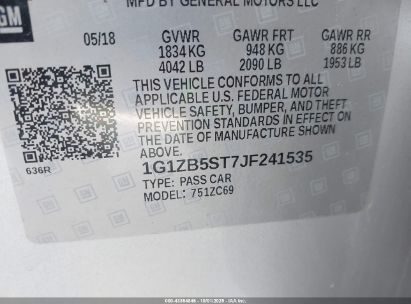 MFD BY GENERAL MOTORS LLC
GM
05/18 GVWR GAWR FRT GAWR RR
1834 KG 948 KG 886 KG
4042 LB 2090 LB 1953 LB
THIS VEHICLE CONFORMS TO ALL
APPLICABLE U.S. FEDERAL MOTOR
VEHICLE SAFETY, BUMPER, AND THEFT
PREVENTION STANDARDS IN EFFECT ON
THE DATE OF MANUFACTURE SHOWN
ABOVE.
636R
1G1ZB5ST7JF241535
TYPE: PASS CAR
MODEL: 751ZC69